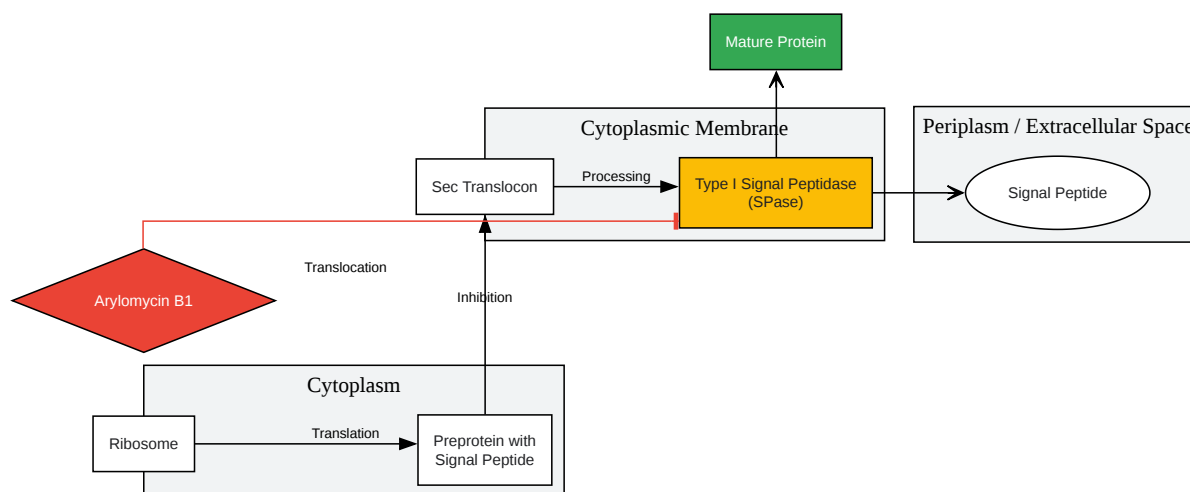 Mature Protein
Cytoplasmic Membrane
Periplasm / Extracellular Space
Sec Translocon
Processing
Type I Signal Peptidase
(SPase)
Signal Peptide
Translocation
Arylomycin B1
Inhibition
Cytoplasm
Ribosome
Translation
Preprotein with
Signal Peptide